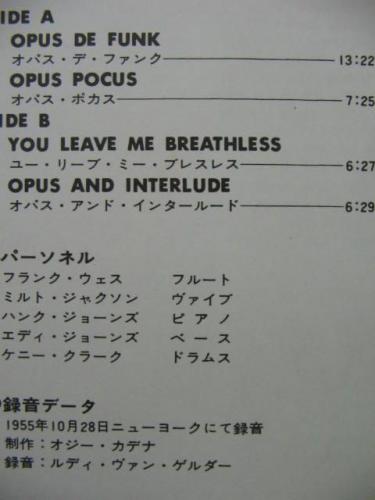 IDE A
OPUS DE FUNK
オパス・デ・ファンク 13:22
OPUS POCUS
オパス・ポカス 7:25
IDE B
YOU LEAVE ME BREATHLESS
ユー・リーブ・ミー・ブレスレス 6:27
OPUS AND INTERLUDE
オパス・アンド・インタールード 6:29
パーソネル
フランク・ウェス フルート
ミルト・ジャクソン ヴァイブ
ハンク・ジョーンズ ピアノ
エディ・ジョーンズ ベース
ケニー・クラーク ドラムス
録音データ
1955年10月28日ニューヨークにて録音
制作：オジー・カデナ
録音：ルディ・ヴァン・ゲルダー